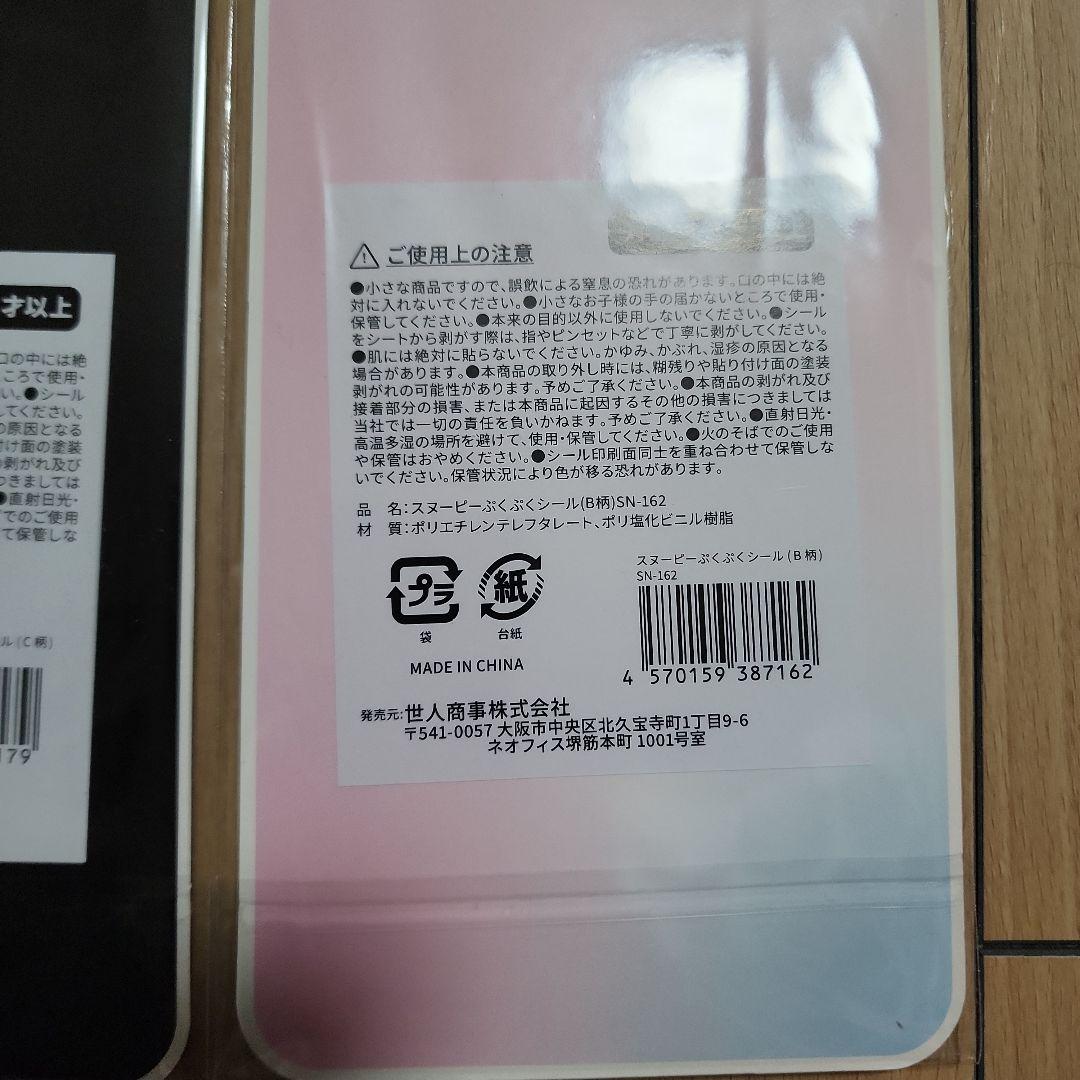 才以上
口の中には絶
ころで使用・
い。●シール
してください。
の原因となる
付け面の塗装
剥がれ及び
つきましては
●直射日光・
でのご使用
て保管しな
ル(C柄)
179
ご使用上の注意
●小さな商品ですので、誤飲による窒息の恐れがあります。口の中には絶
対に入れないでください。●小さなお子様の手の届かないところで使用・
保管してください。●本来の目的以外に使用しないでください。●シール
をシートから剥がす際は、指やピンセットなどで丁寧に剥がしてください。
●肌には絶対に貼らないでください。かゆみ、かぶれ、湿疹の原因となる
場合があります。●本商品の取り外し時には、糊残りや貼り付け面の塗装
剥がれの可能性があります。予めご了承ください。●本商品の剥がれ及び
接着部分の損害、または本商品に起因するその他の損害につきましては
当社では一切の責任を負いかねます。予めご了承ください。●直射日光・
高温多湿の場所を避けて、使用・保管してください。●火のそばでのご使用
や保管はおやめください。●シール印刷面同士を重ね合わせて保管しな
いでください。保管状況により色が移る恐れがあります。
品 名：スヌーピーぷくぷくシール(B柄)SN-162
材 質：ポリエチレンテレフタレート、ポリ塩化ビニル樹脂
プラ
袋
紙
台紙
スヌーピーぷくぷくシール(B柄)
SN-162
4 570159 387162
MADE IN CHINA
発売元：世人商事株式会社
〒541-0057 大阪市中央区北久宝寺町1丁目9-6
ネオフィス堺筋本町 1001号室